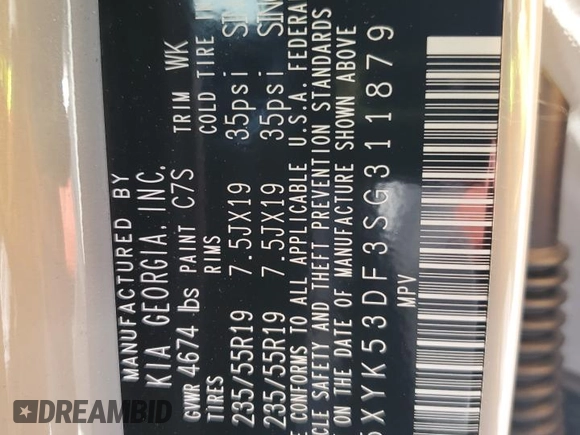 MANUFACTURED BY
KIA GEORGIA, INC.
GVWR 4674 lbs PAINT C7S TRIM WK
TIRES RIMS COLD TIRE
235/55R19 7.5JX19 35psi
235/55R19 7.5JX19 35psi
CONFORMS TO ALL APPLICABLE U.S.A. FEDERA
CLE SAFETY AND THEFT PREVENTION STANDARDS
ON THE DATE OF MANUFACTURE SHOWN ABOVE
XYK53DF3SG311879
MPV
DREAMBID